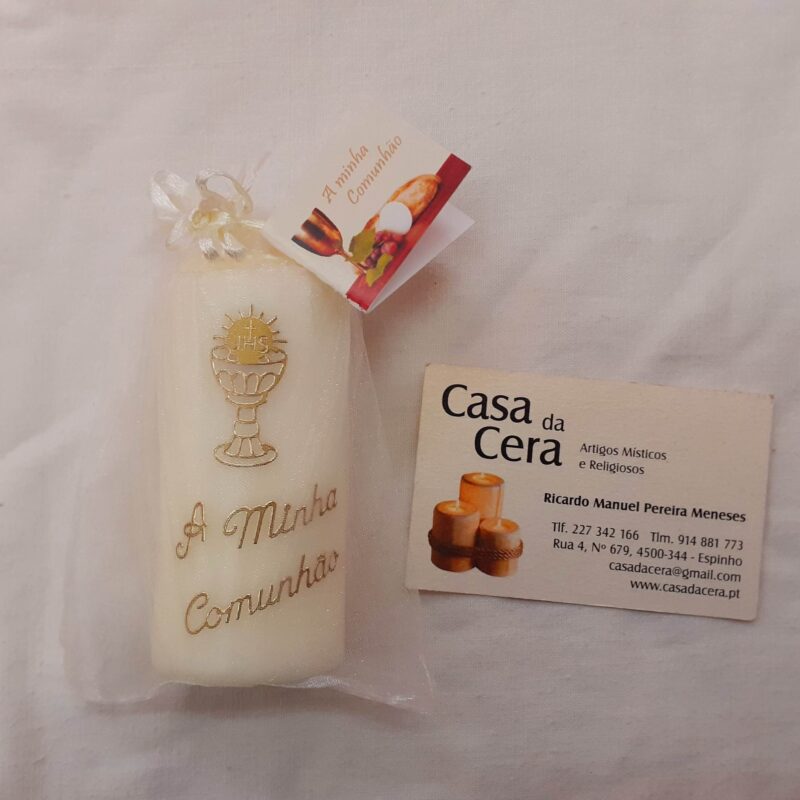 A minha
Comunhão
JHS
A Minha
Comunhão
Casa da
Cera
Artigos Místicos
e Religiosos
Ricardo Manuel Pereira Meneses
Tlf. 227 342 166 Tlm. 914 881 773
Rua 4, Nº 679, 4500-344 - Espinho
casadacera@gmail.com
www.casadacera.pt